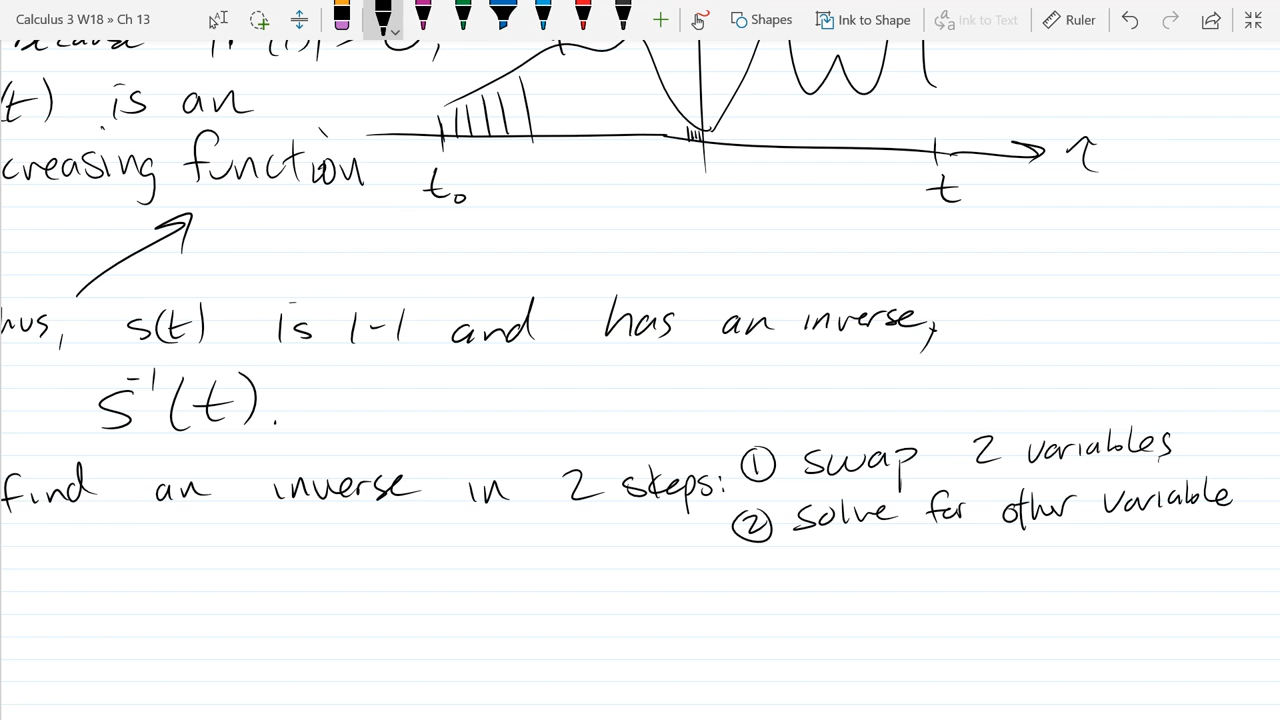 Calculus 3 W18 » Ch 13
Shapes
Ink to Shape
Ink to Text
Ruler
(t) is an
creasing function
t₀
t
τ
hus, s(t) is 1-1 and has an inverse,
s⁻¹(t).
find an inverse in 2 steps: ① swap 2 variables
② solve for other variable